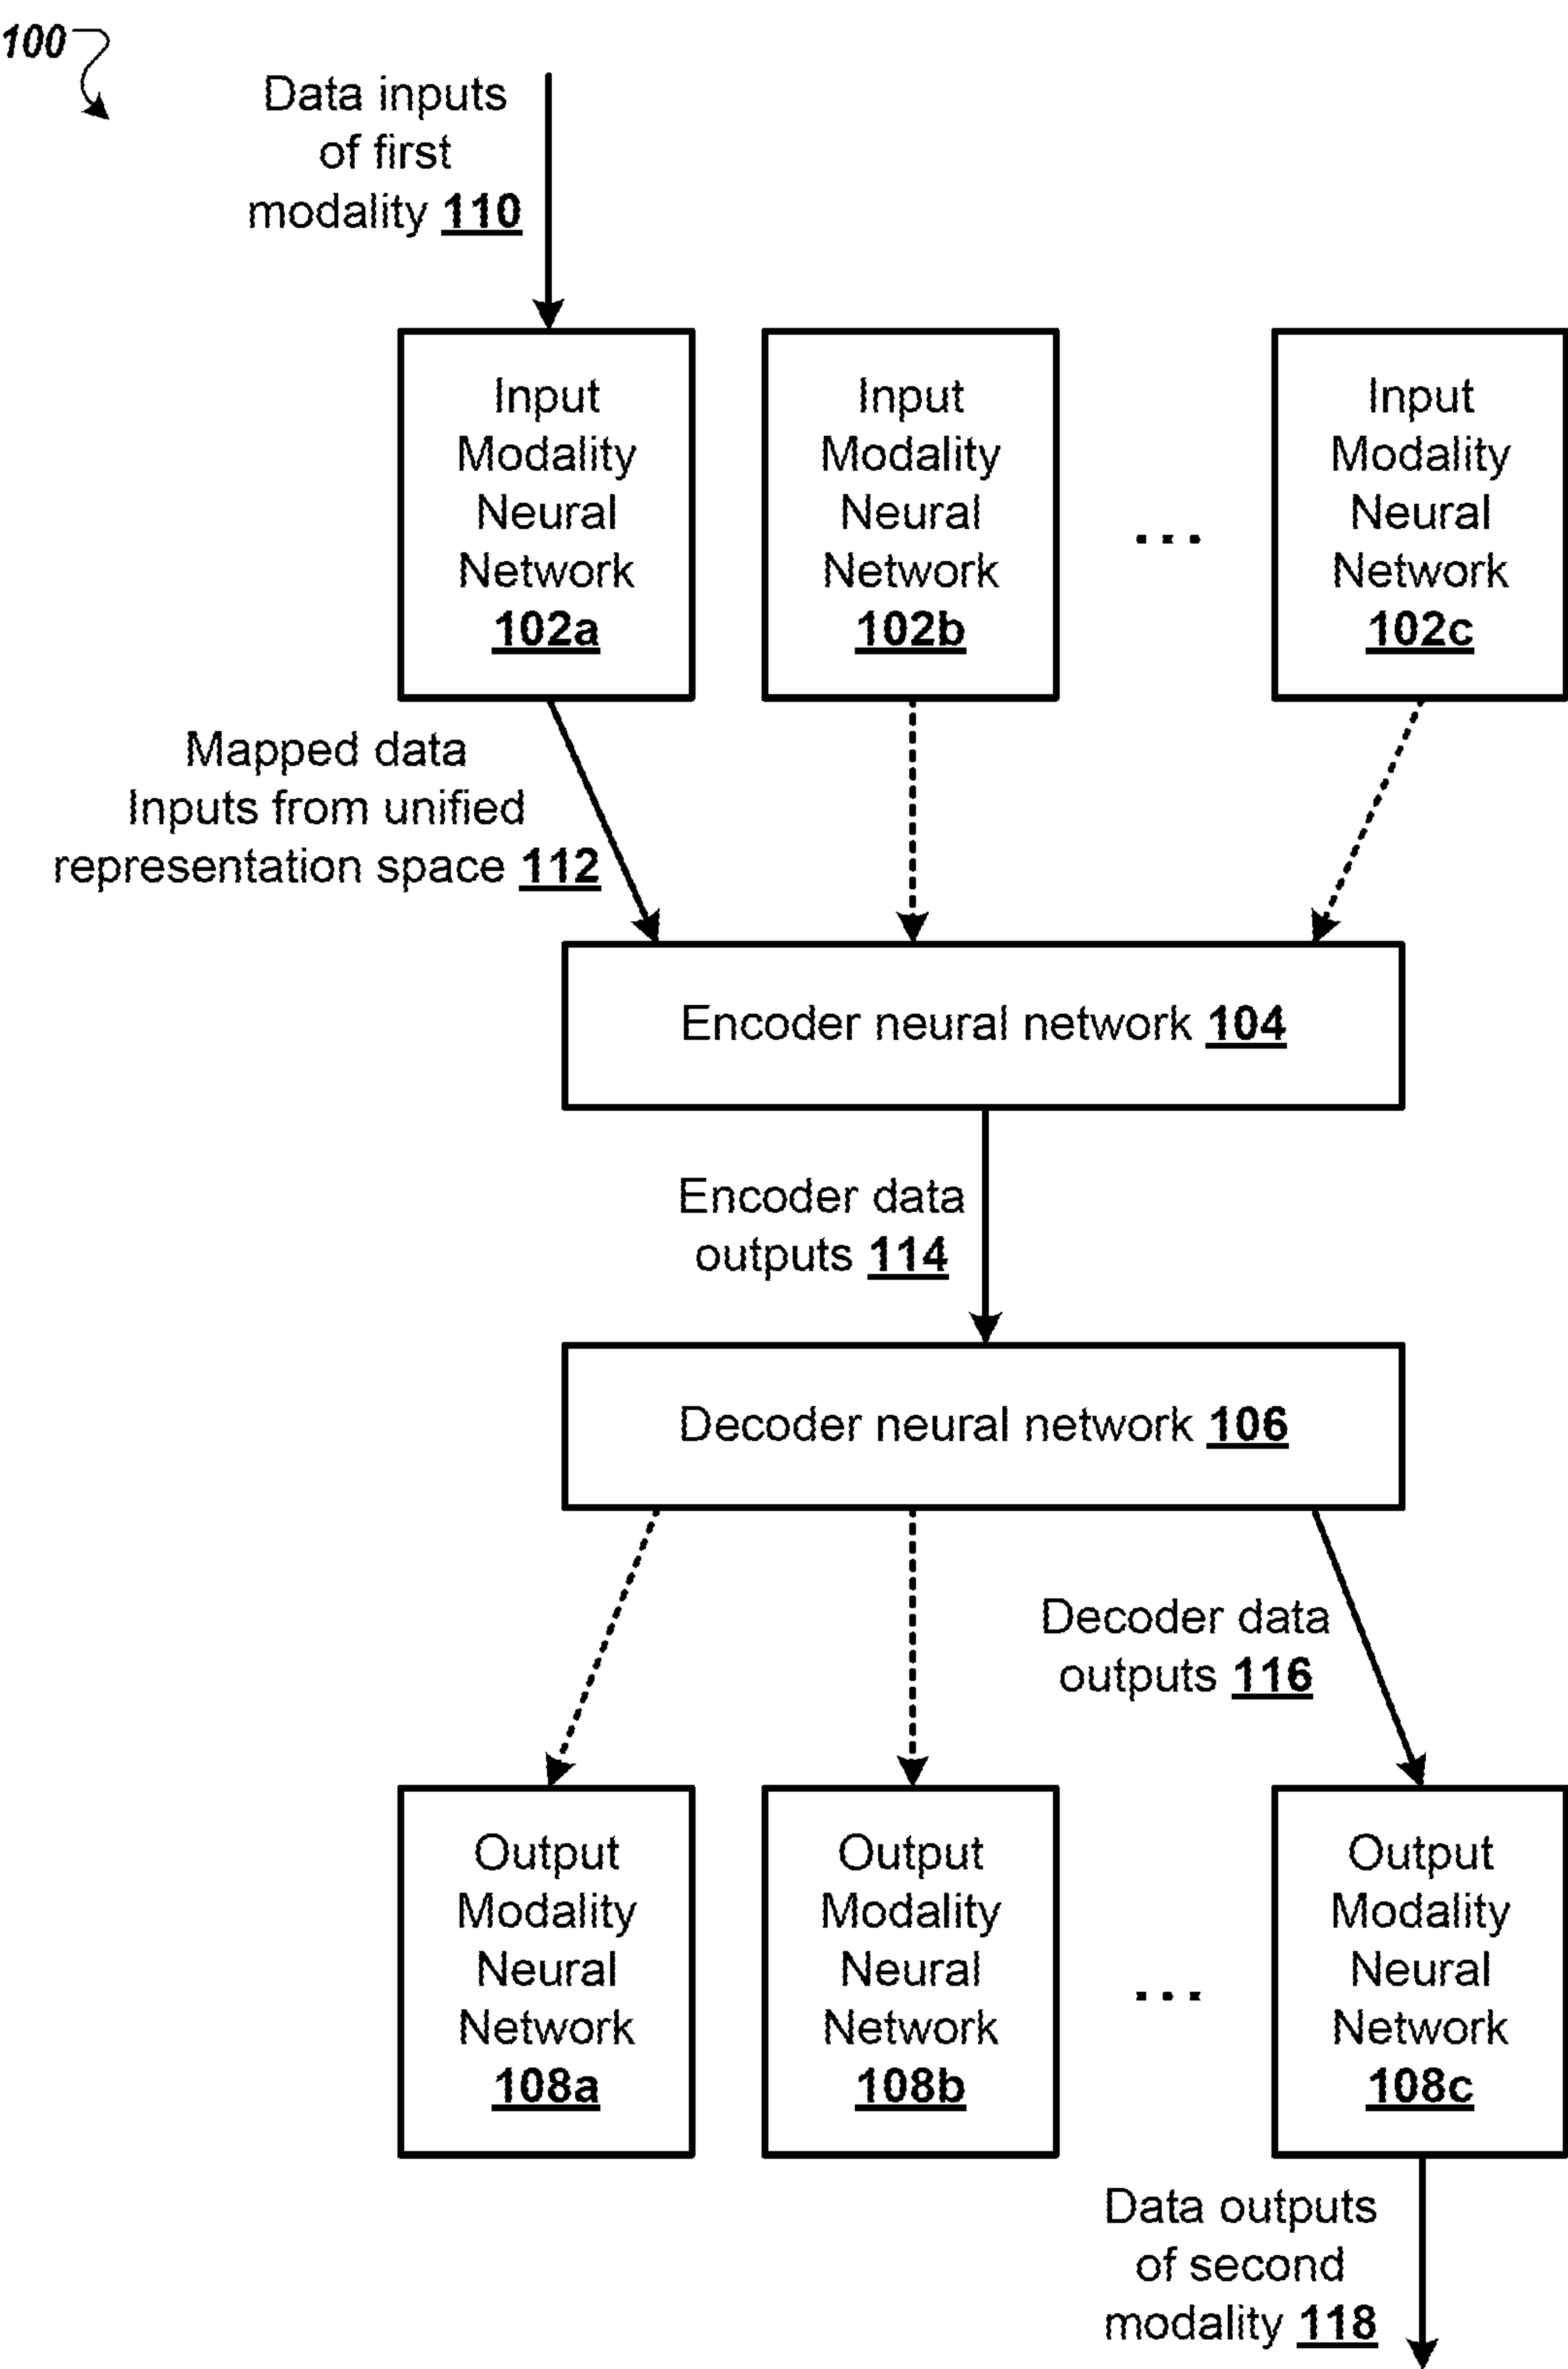 100
Data inputs
of first
modality 110
Input
Modality
Neural
Network
102a
Input
Modality
Neural
Network
102b
...
Input
Modality
Neural
Network
102c
Mapped data
Inputs from unified
representation space 112
Encoder neural network 104
Encoder data
outputs 114
Decoder neural network 106
Decoder data
outputs 116
Output
Modality
Neural
Network
108a
Output
Modality
Neural
Network
108b
...
Output
Modality
Neural
Network
108c
Data outputs
of second
modality 118